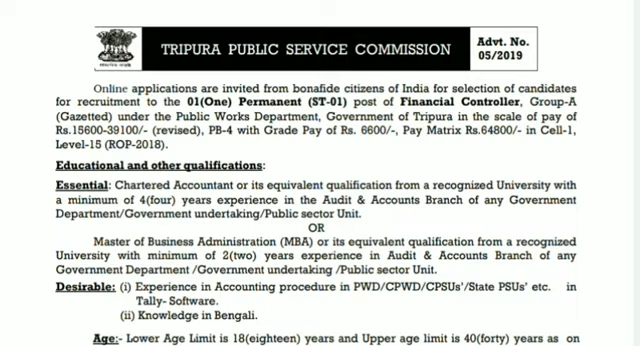 TRIPURA PUBLIC SERVICE COMMISSION
Advt. No.
05/2019
Online applications are invited from bonafide citizens of India for selection of candidates
for recruitment to the 01(One) Permanent (ST-01) post of Financial Controller, Group-A
(Gazetted) under the Public Works Department, Government of Tripura in the scale of pay of
Rs.15600-39100/- (revised), PB-4 with Grade Pay of Rs. 6600/-, Pay Matrix Rs.64800/- in Cell-1,
Level-15 (ROP-2018).
Educational and other qualifications:
Essential: Chartered Accountant or its equivalent qualification from a recognized University with
a minimum of 4(four) years experience in the Audit & Accounts Branch of any Government
Department/Government undertaking/Public sector Unit.
OR
Master of Business Administration (MBA) or its equivalent qualification from a recognized
University with minimum of 2(two) years experience in Audit & Accounts Branch of any
Government Department /Government undertaking /Public sector Unit.
Desirable: (i) Experience in Accounting procedure in PWD/CPWD/CPSUs'/State PSUs' etc. in
Tally- Software.
(ii) Knowledge in Bengali.
Age:- Lower Age Limit is 18(eighteen) years and Upper age limit is 40(forty) years as on